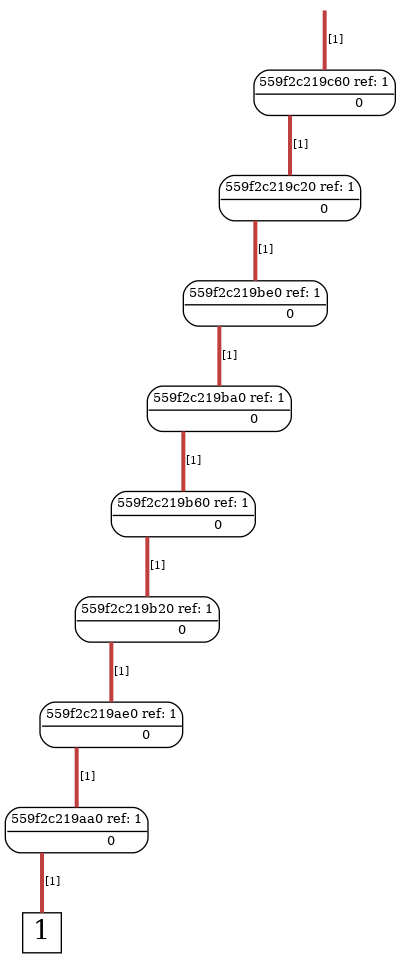 [1]
559f2c219c60 ref: 1
0
[1]
559f2c219c20 ref: 1
0
[1]
559f2c219be0 ref: 1
0
[1]
559f2c219ba0 ref: 1
0
[1]
559f2c219b60 ref: 1
0
[1]
559f2c219b20 ref: 1
0
[1]
559f2c219ae0 ref: 1
0
[1]
559f2c219aa0 ref: 1
0
[1]
1